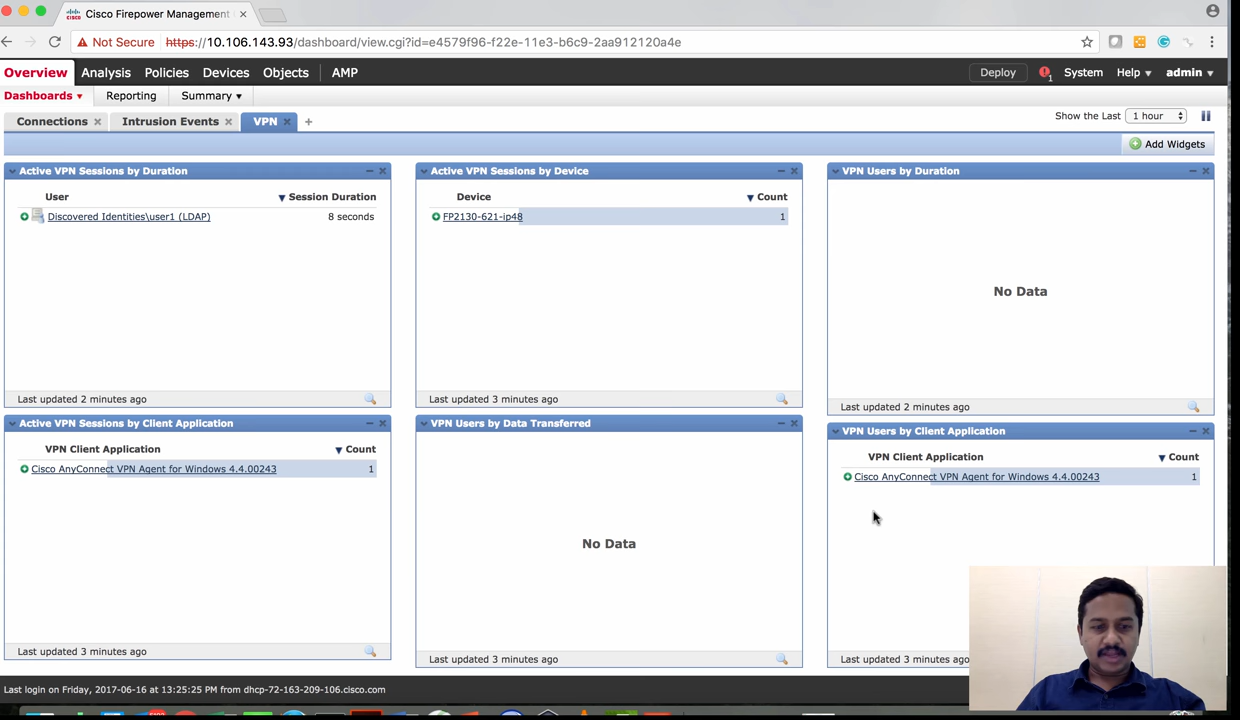 Cisco Firepower Management
Not Secure https://10.106.143.93/dashboard/view.cgi?id=e4579f96-f22e-11e3-b6c9-2aa912120a4e
Overview Analysis Policies Devices Objects AMP Deploy 1 System Help admin
Dashboards Reporting Summary
Connections Intrusion Events VPN Show the Last 1 hour
Add Widgets
Active VPN Sessions by Duration
User Session Duration
Discovered Identities\user1 (LDAP) 8 seconds
Last updated 2 minutes ago
Active VPN Sessions by Device
Device Count
FP2130-621-ip48 1
Last updated 3 minutes ago
VPN Users by Duration
No Data
Last updated 2 minutes ago
Active VPN Sessions by Client Application
VPN Client Application Count
Cisco AnyConnect VPN Agent for Windows 4.4.00243 1
Last updated 3 minutes ago
VPN Users by Data Transferred
No Data
Last updated 3 minutes ago
VPN Users by Client Application
VPN Client Application Count
Cisco AnyConnect VPN Agent for Windows 4.4.00243 1
Last updated 3 minutes ago
Last login on Friday, 2017-06-16 at 13:25:25 PM from dhcp-72-163-209-106.cisco.com